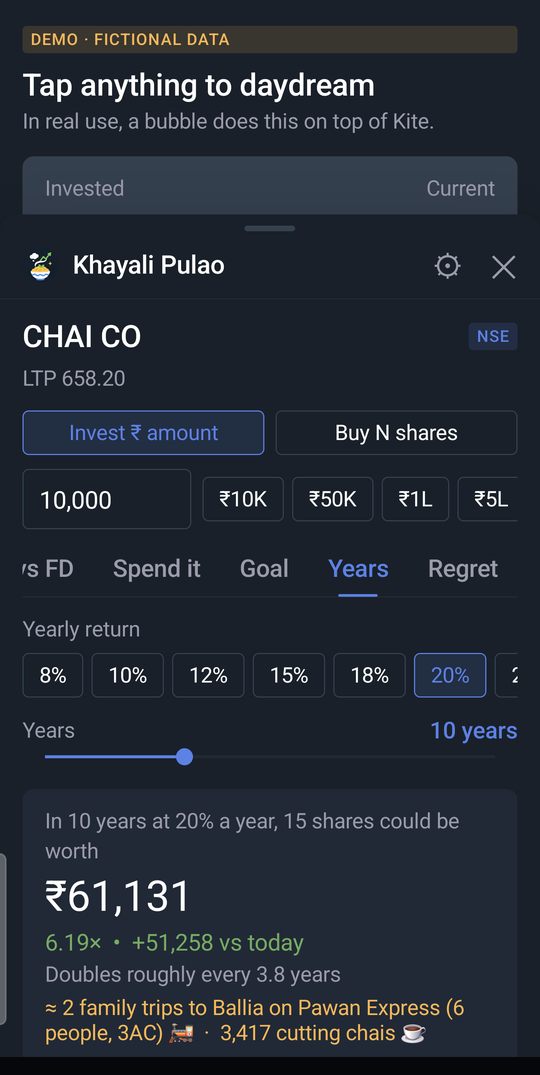 DEMO · FICTIONAL DATA
Tap anything to daydream
In real use, a bubble does this on top of Kite.
Invested Current
Khayali Pulao
CHAI CO NSE
LTP 658.20
Invest ₹ amount Buy N shares
10,000 ₹10K ₹50K ₹1L ₹5L
vs FD Spend it Goal Years Regret
Yearly return
8% 10% 12% 15% 18% 20%
Years 10 years
In 10 years at 20% a year, 15 shares could be
worth
₹61,131
6.19× • +51,258 vs today
Doubles roughly every 3.8 years
≈ 2 family trips to Ballia on Pawan Express (6
people, 3AC) 🚂 · 3,417 cutting chais ☕